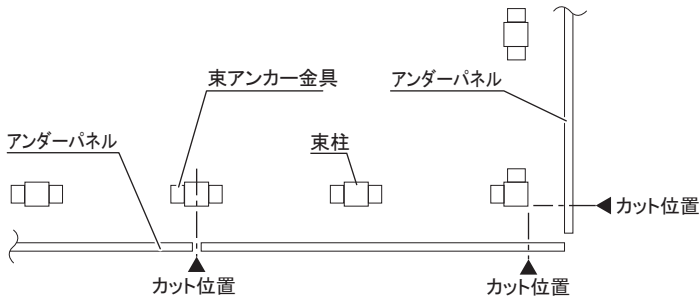 束アンカー金具
アンダーパネル
アンダーパネル
束柱
カット位置
カット位置
カット位置